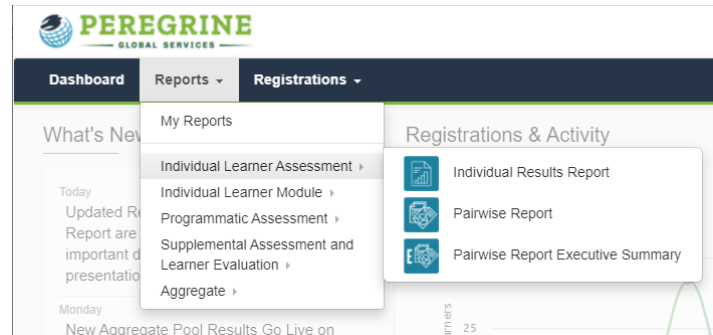 PEREGRINE
GLOBAL SERVICES
Dashboard Reports Registrations
My Reports
What's New
Registrations & Activity
Individual Learner Assessment
Individual Learner Module
Programmatic Assessment
Supplemental Assessment and
Learner Evaluation
Aggregate
Individual Results Report
Pairwise Report
E Pairwise Report Executive Summary
Today
Updated
Report are
important
Monday
New Aggregate Pool Results Go Live on
25